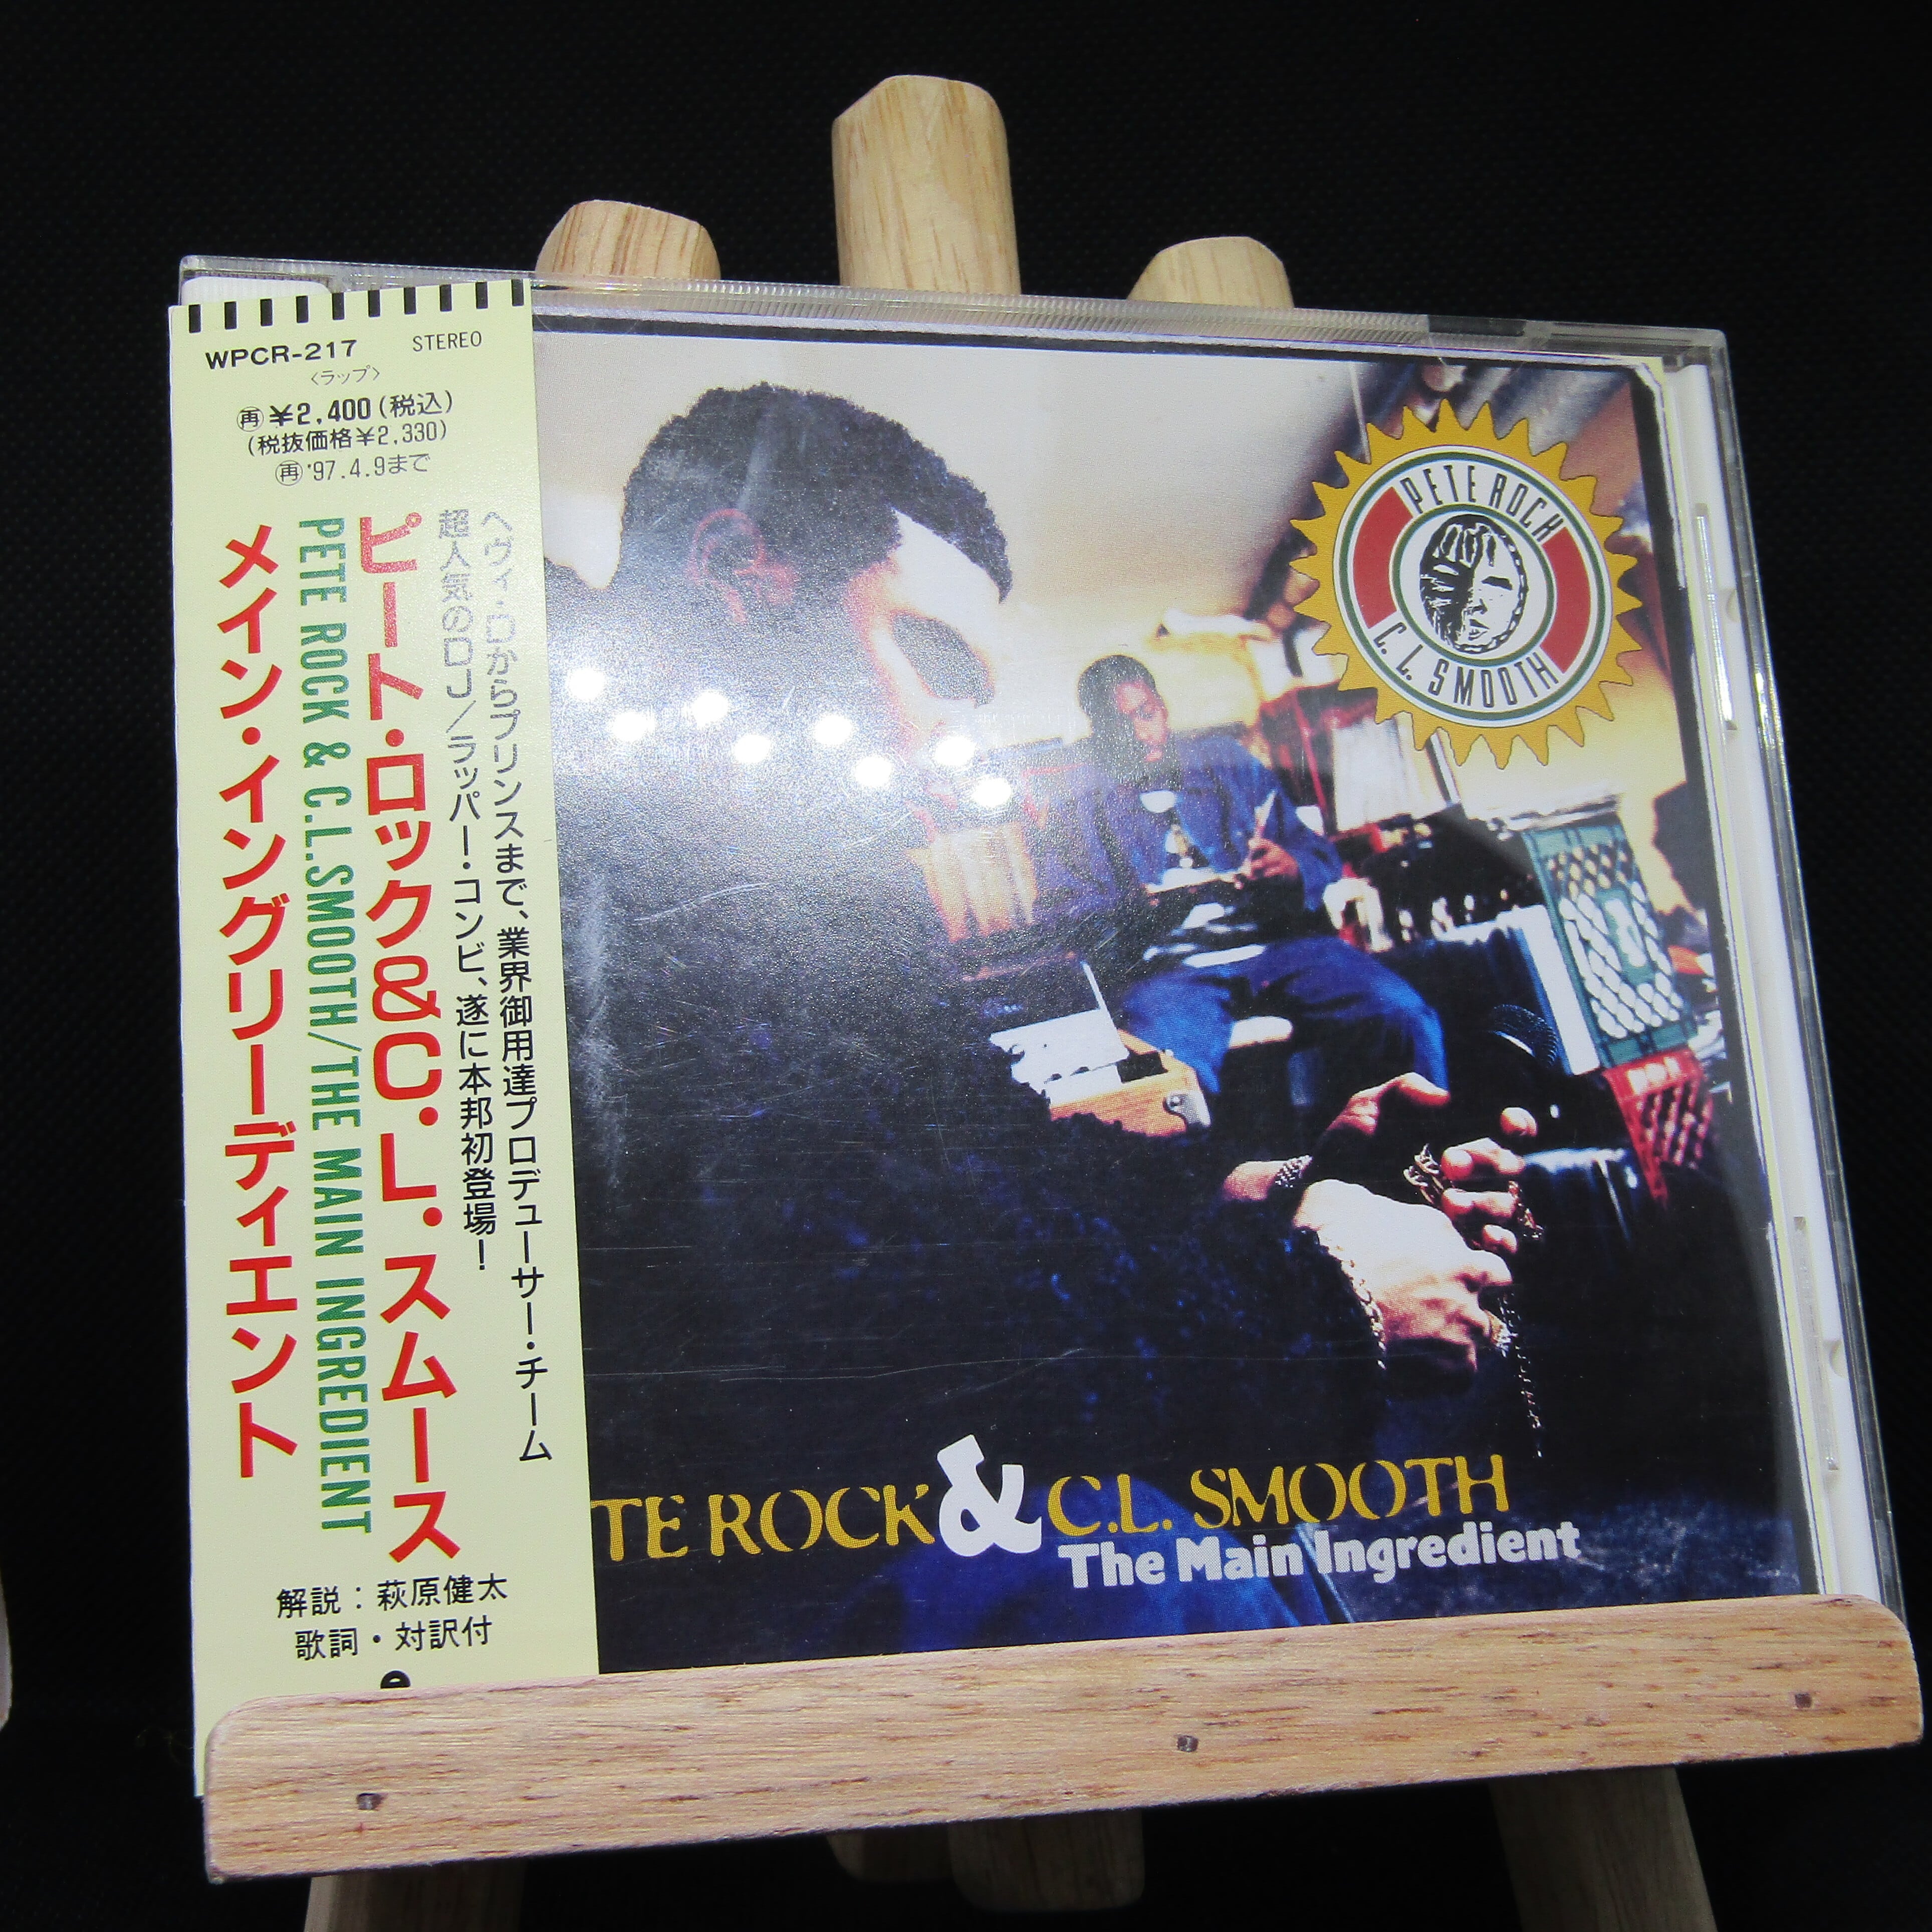 WPCR-217
STEREO
〈ラップ〉
再¥2,400(税込)
(税抜価格¥2,330)
再'97.4.9まで
ヘヴィ・Dからプリンスまで、業界御用達プロデューサー・チーム
超人気のDJ/ラッパー・コンビ、遂に本邦初登場!
ピート・ロック&C.L.スムース
PETE ROCK & C.L.SMOOTH/THE MAIN INGREDIENT
メイン・イングリーディエント
解説:萩原健太
歌詞・対訳付
PETE ROCK
C.L. SMOOTH
TE ROCK & C.L. SMOOTH
The Main Ingredient